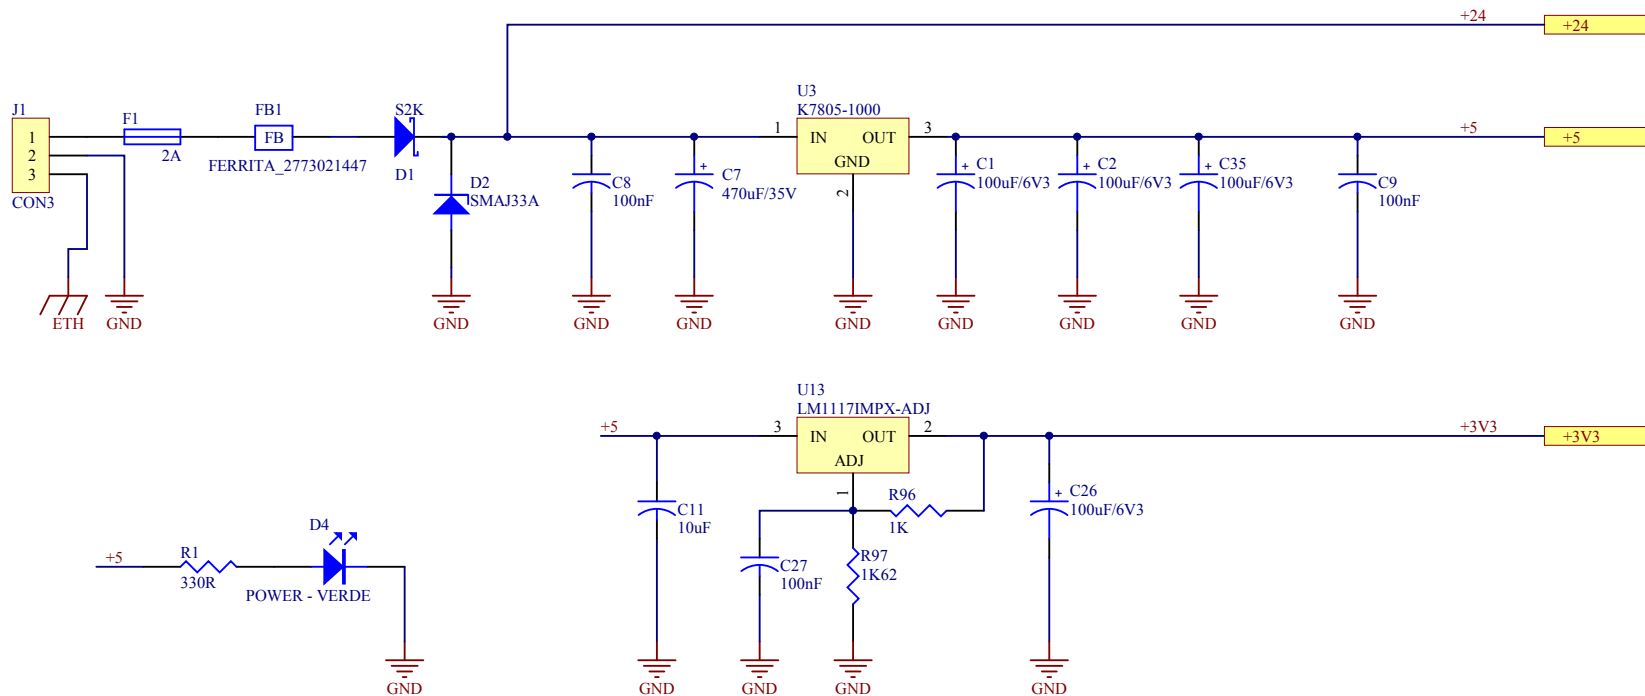 +24
+24
J1
1
2
3
CON3
F1
2A
FB1
FB
FERRITA_2773021447
S2K
D1
D2
SMAJ33A
C8
100nF
+
C7
470uF/35V
U3
K7805-1000
1
IN
OUT
3
GND
2
+
C1
100uF/6V3
+
C2
100uF/6V3
+
C35
100uF/6V3
C9
100nF
+5
+5
ETH
GND
GND
GND
GND
GND
GND
GND
GND
GND
U13
LM1117IMPX-ADJ
+5
3
IN
OUT
2
ADJ
1
+3V3
+3V3
C11
10uF
R96
1K
+
C26
100uF/6V3
C27
100nF
R97
1K62
+5
R1
330R
D4
POWER - VERDE
GND
GND
GND
GND
GND